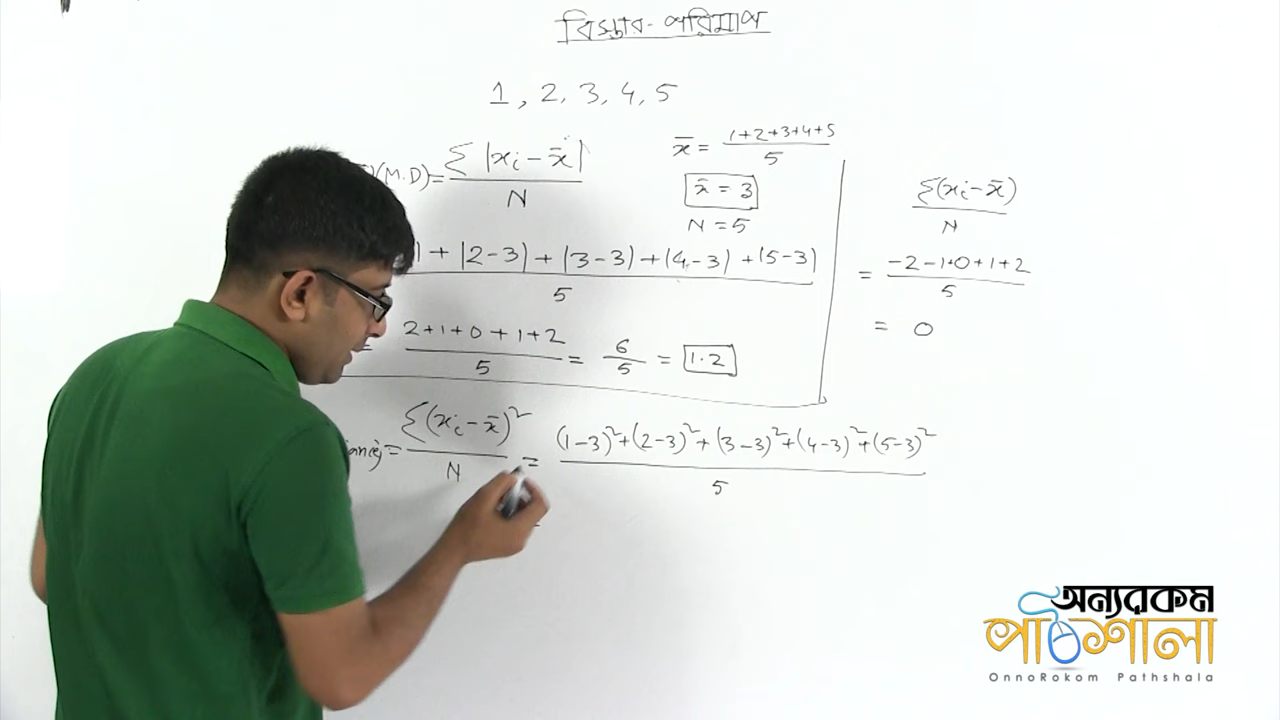 বিস্তার-পরিমাপ
1, 2, 3, 4, 5
(M.D) = Σ|xᵢ - x̄| / N
x̄ = (1+2+3+4+5) / 5
x̄ = 3
N = 5
+ |2-3| + |3-3| + |4-3| + |5-3| / 5
= (2+1+0+1+2) / 5 = 6/5 = 1.2
Σ(xᵢ - x̄) / N
= (-2-1+0+1+2) / 5
= 0
= Σ(xᵢ - x̄)² / N = ((1-3)²+(2-3)²+(3-3)²+(4-3)²+(5-3)²) / 5
=
অন্যরকম
পাঠশালা
OnnoRokom Pathshala